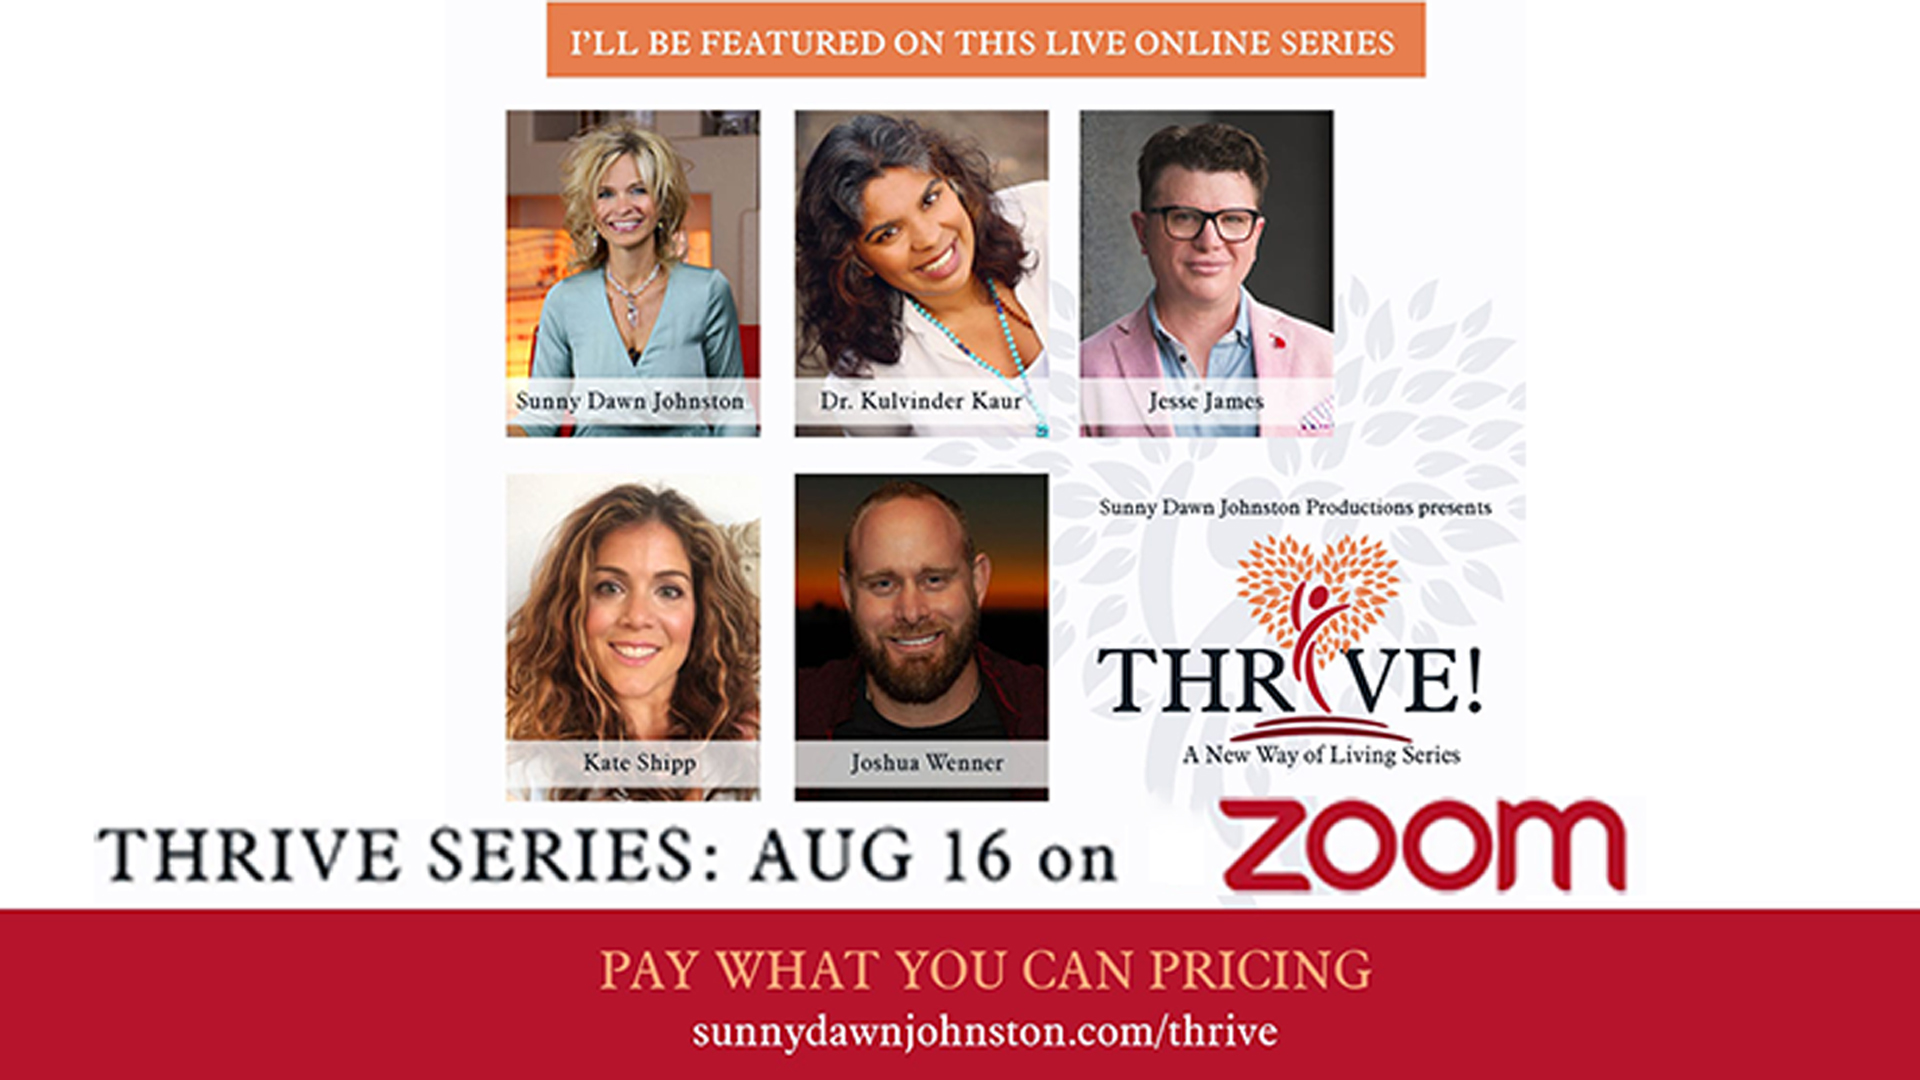 I'LL BE FEATURED ON THIS LIVE ONLINE SERIES
Sunny Dawn Johnston
Dr. Kulvinder Kaur
Jesse James
Kate Shipp
Joshua Wenner
Sunny Dawn Johnston Productions presents
THRIVE!
A New Way of Living Series
THRIVE SERIES: AUG 16 on zoom
PAY WHAT YOU CAN PRICING
sunnydawnjohnston.com/thrive